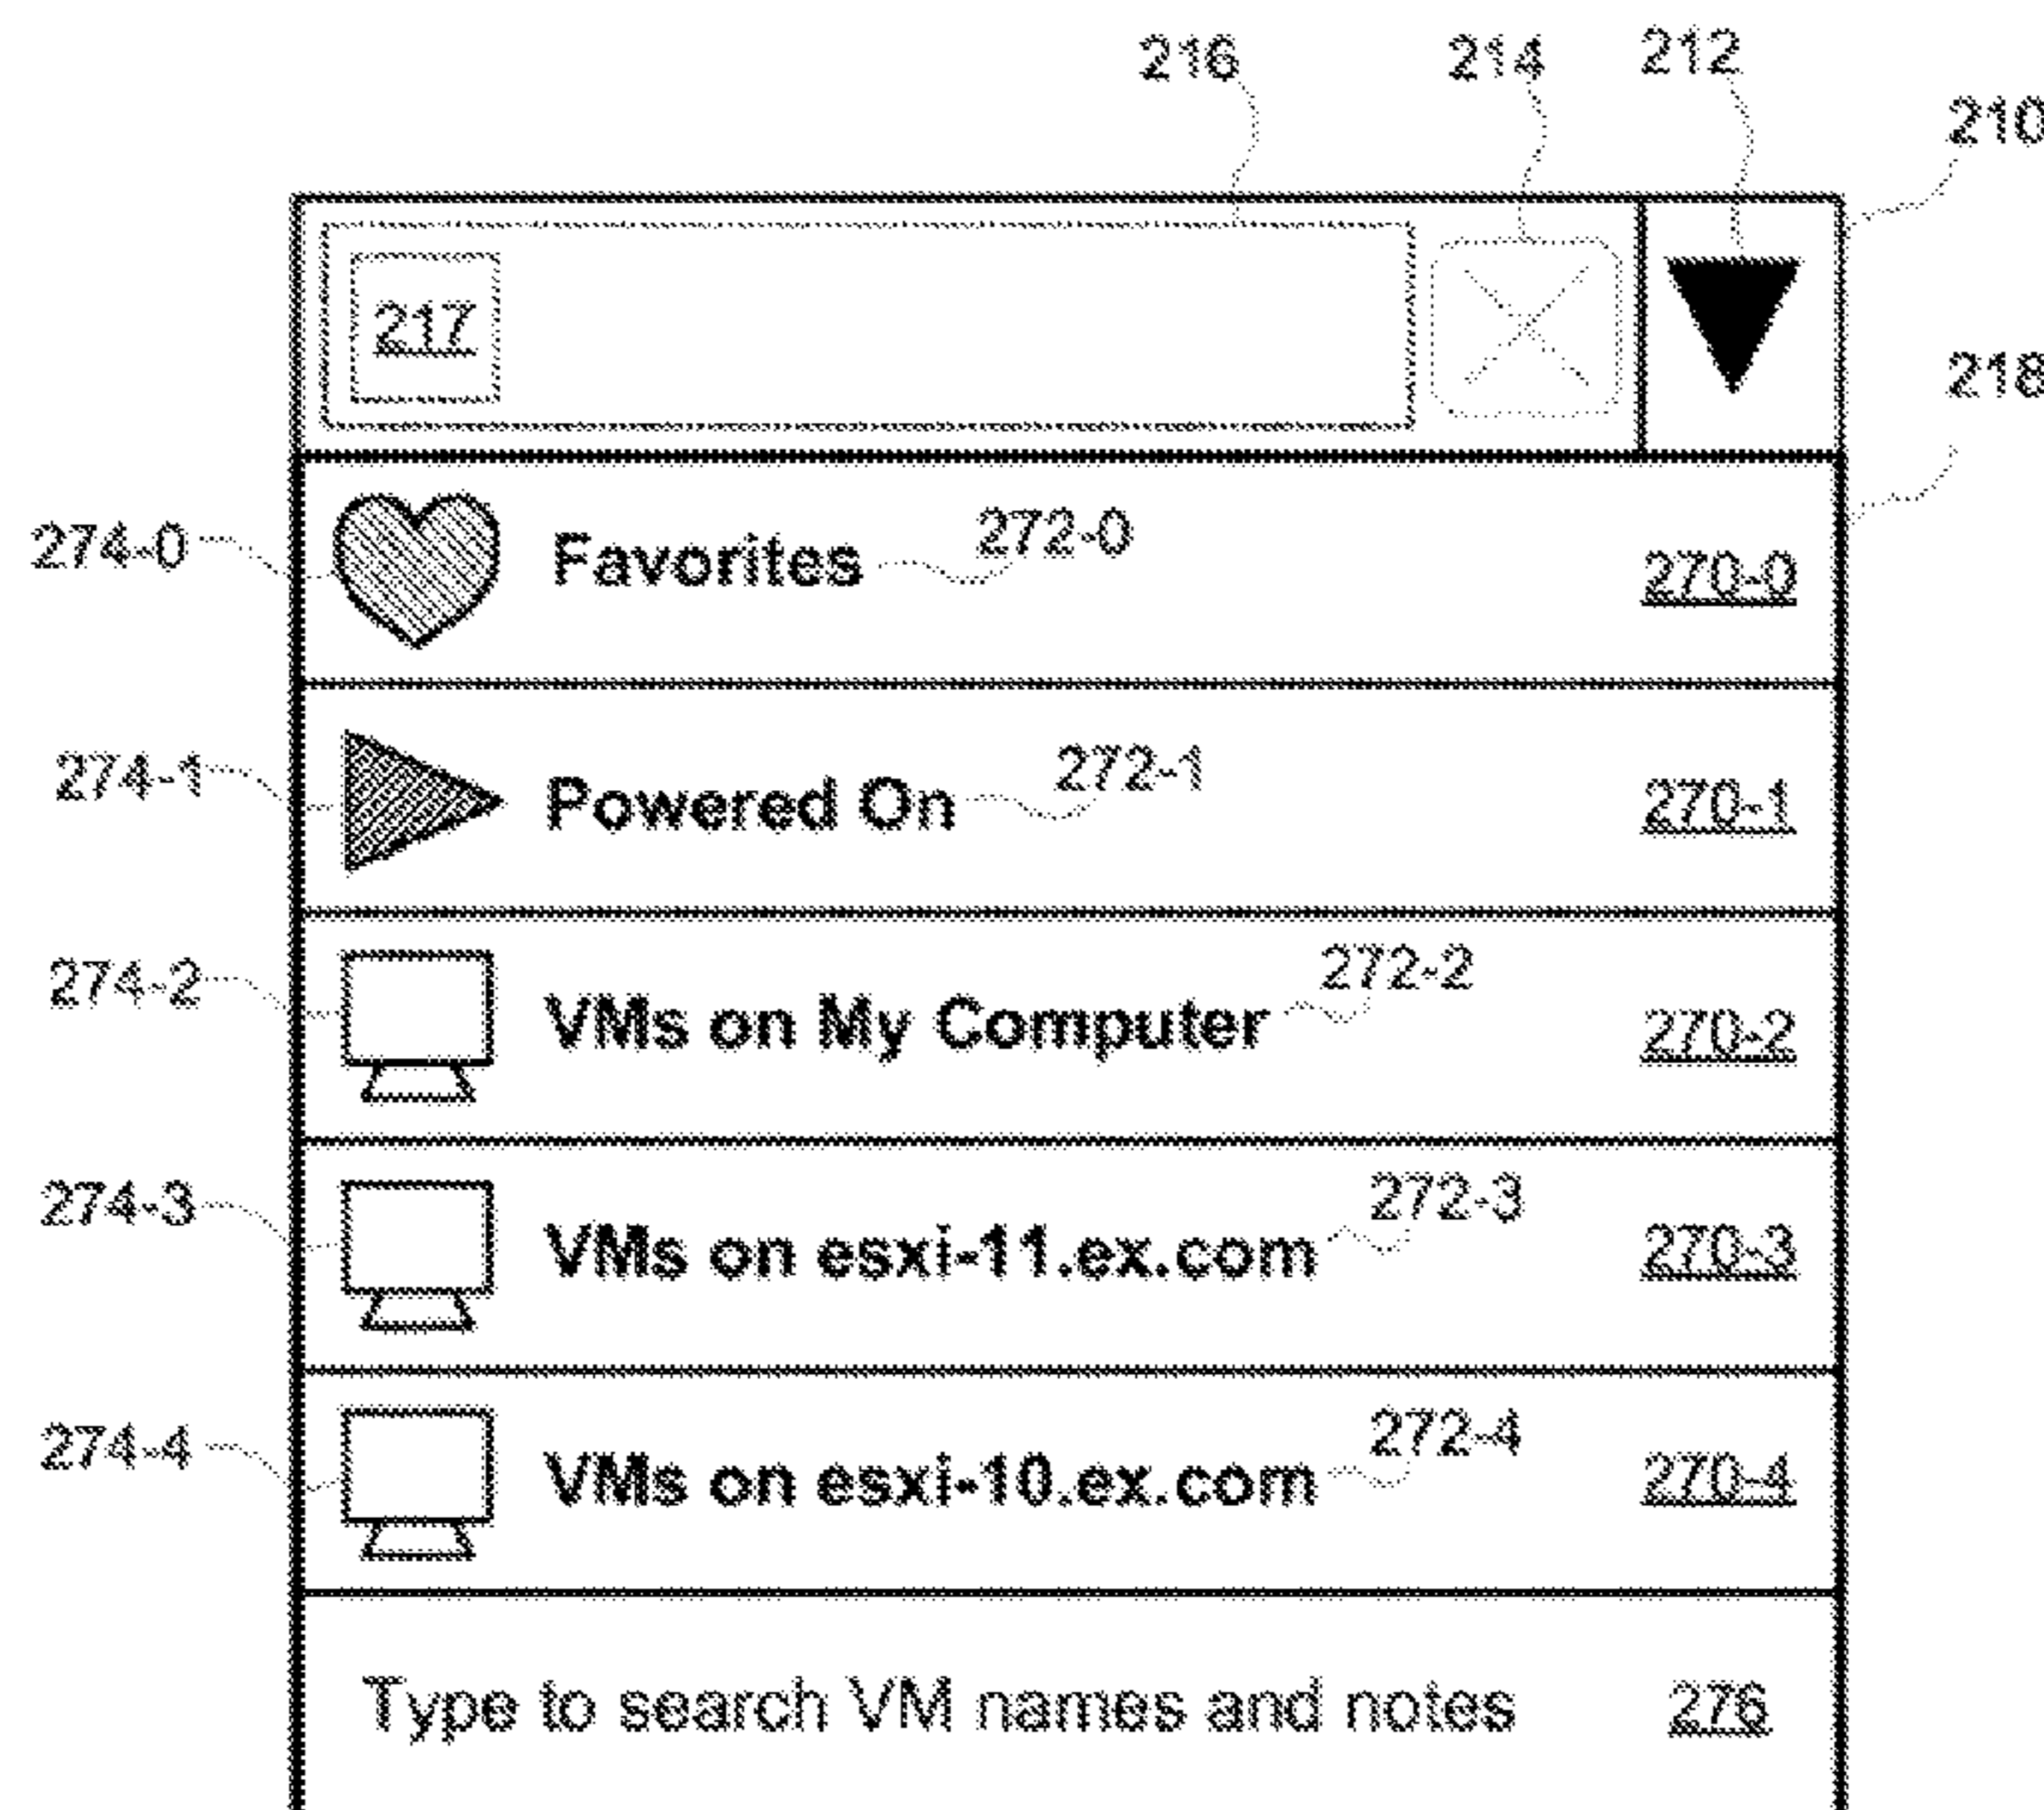 216 214 212
210
217
218
274-0 Favorites 272-0 270-0
274-1 Powered On 272-1 270-1
274-2 VMs on My Computer 272-2 270-2
274-3 VMs on esxi-11.ex.com 272-3 270-3
274-4 VMs on esxi-10.ex.com 272-4 270-4
Type to search VM names and notes 276